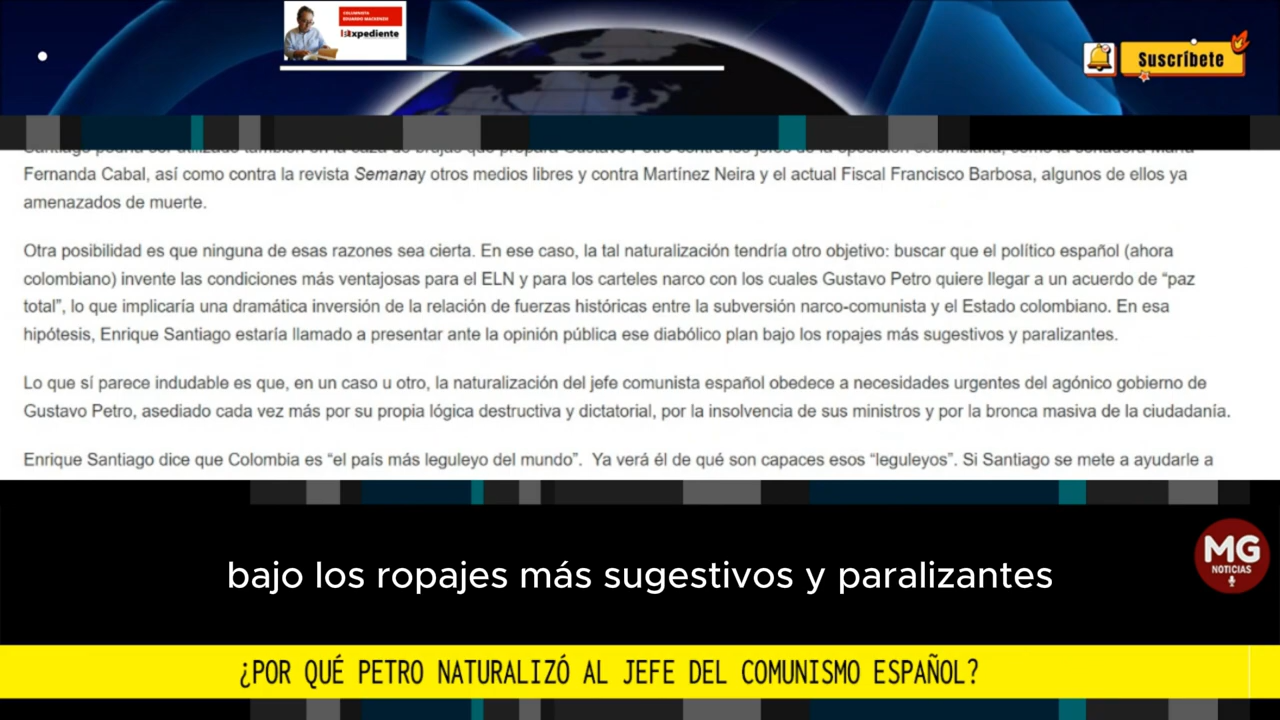 COLUMNISTA
EDUARDO MACKENZIE
Expediente
Suscríbete
Fernanda Cabal, así como contra la revista Semanay otros medios libres y contra Martínez Neira y el actual Fiscal Francisco Barbosa, algunos de ellos ya
amenazados de muerte.
Otra posibilidad es que ninguna de esas razones sea cierta. En ese caso, la tal naturalización tendría otro objetivo: buscar que el político español (ahora
colombiano) invente las condiciones más ventajosas para el ELN y para los carteles narco con los cuales Gustavo Petro quiere llegar a un acuerdo de “paz
total”, lo que implicaría una dramática inversión de la relación de fuerzas históricas entre la subversión narco-comunista y el Estado colombiano. En esa
hipótesis, Enrique Santiago estaría llamado a presentar ante la opinión pública ese diabólico plan bajo los ropajes más sugestivos y paralizantes.
Lo que sí parece indudable es que, en un caso u otro, la naturalización del jefe comunista español obedece a necesidades urgentes del agónico gobierno de
Gustavo Petro, asediado cada vez más por su propia lógica destructiva y dictatorial, por la insolvencia de sus ministros y por la bronca masiva de la ciudadanía.
Enrique Santiago dice que Colombia es “el país más leguleyo del mundo”. Ya verá él de qué son capaces esos “leguleyos”. Si Santiago se mete a ayudarle a
bajo los ropajes más sugestivos y paralizantes
MG
NOTICIAS
¿POR QUÉ PETRO NATURALIZÓ AL JEFE DEL COMUNISMO ESPAÑOL?